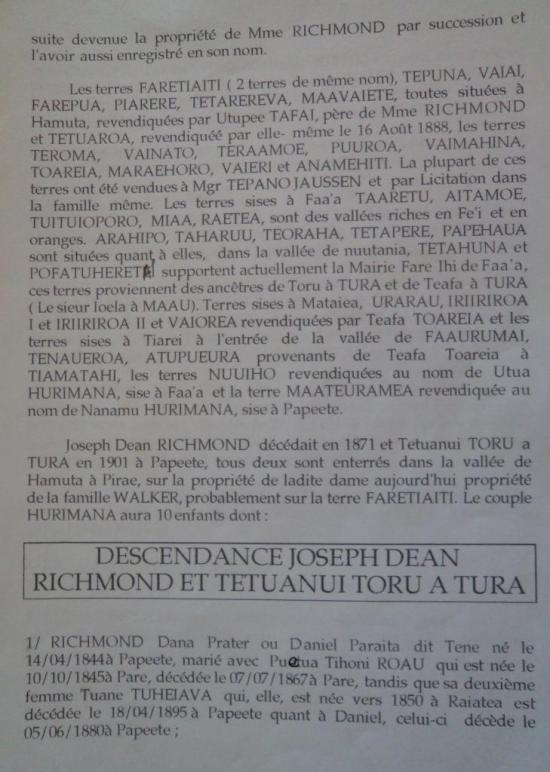 suite devenue la propriété de Mme RICHMOND par succession et
l'avoir aussi enregistré en son nom.
Les terres FARETIAITI ( 2 terres de même nom), TEPUNA, VAIAI,
FAREPUA, PIARERE, TETAREREVA, MAAVAIETE, toutes situées à
Hamuta, revendiquées par Utupee TAFAI, père de Mme RICHMOND
et TETUAROA, revendiquée par elle- même le 16 Août 1888, les terres
TEROMA, VAINATO, TERAAMOE, PUUROA, VAIMAHINA,
TOAREIA, MARAEHORO, VAIERI et ANAMEHITI. La plupart de ces
terres ont été vendues à Mgr TEPANO JAUSSEN et par Licitation dans
la famille même. Les terres sises à Faa'a TAARETU, AITAMOE,
TUITUIOPORO, MIAA, RAETEA, sont des vallées riches en Fe'i et en
oranges. ARAHIPO, TAHARUU, TEORAHA, TETAPERE, PAPEHAUA
sont situées quant à elles, dans la vallée de nuutania, TETAHUNA et
POFATUHERETAI supportent actuellement la Mairie Fare Ihi de Faa'a,
ces terres proviennent des ancêtres de Toru à TURA et de Teafa à TURA
( Le sieur Ioela à MAAU). Terres sises à Mataiea, URARAU, IRIIRIROA
I et IRIIRIROA II et VAIOREA revendiquées par Teafa TOAREIA et les
terres sises à Tiarei à l'entrée de la vallée de FAAURUMAI,
TENAUEROA, ATUPUEURA provenants de Teafa Toareia à
TIAMATAHI, les terres NUUIHO revendiquées au nom de Utua
HURIMANA, sise à Faa'a et la terre MAATEURAMEA revendiquée au
nom de Nanamu HURIMANA, sise à Papeete.
Joseph Dean RICHMOND décédait en 1871 et Tetuanui TORU a
TURA en 1901 à Papeete, tous deux sont enterrés dans la vallée de
Hamuta à Pirae, sur la propriété de ladite dame aujourd'hui propriété
de la famille WALKER, probablement sur la terre FARETIAITI. Le couple
HURIMANA aura 10 enfants dont :
DESCENDANCE JOSEPH DEAN
RICHMOND ET TETUANUI TORU A TURA
1/ RICHMOND Dana Prater ou Daniel Paraita dit Tene né le
14/04/1844à Papeete, marié avec Puetua Tihoni ROAU qui est née le
10/10/1845à Pare, décédée le 07/07/1867à Pare, tandis que sa deuxième
femme Tuane TUHEIAVA qui, elle, est née vers 1850 à Raiatea est
décédée le 18/04/1895 à Papeete quant à Daniel, celui-ci décède le
05/06/1880à Papeete ;